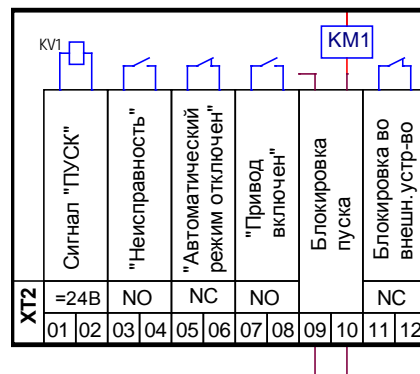 KV1
KM1
Сигнал "ПУСК"
"Неисправность"
"Автоматический
режим отключен"
"Привод
включен"
Блокировка
пуска
Блокировка во
внешн.устр-во
XT2
=24В
NO
NC
NO
NC
01 02 03 04 05 06 07 08 09 10 11 12